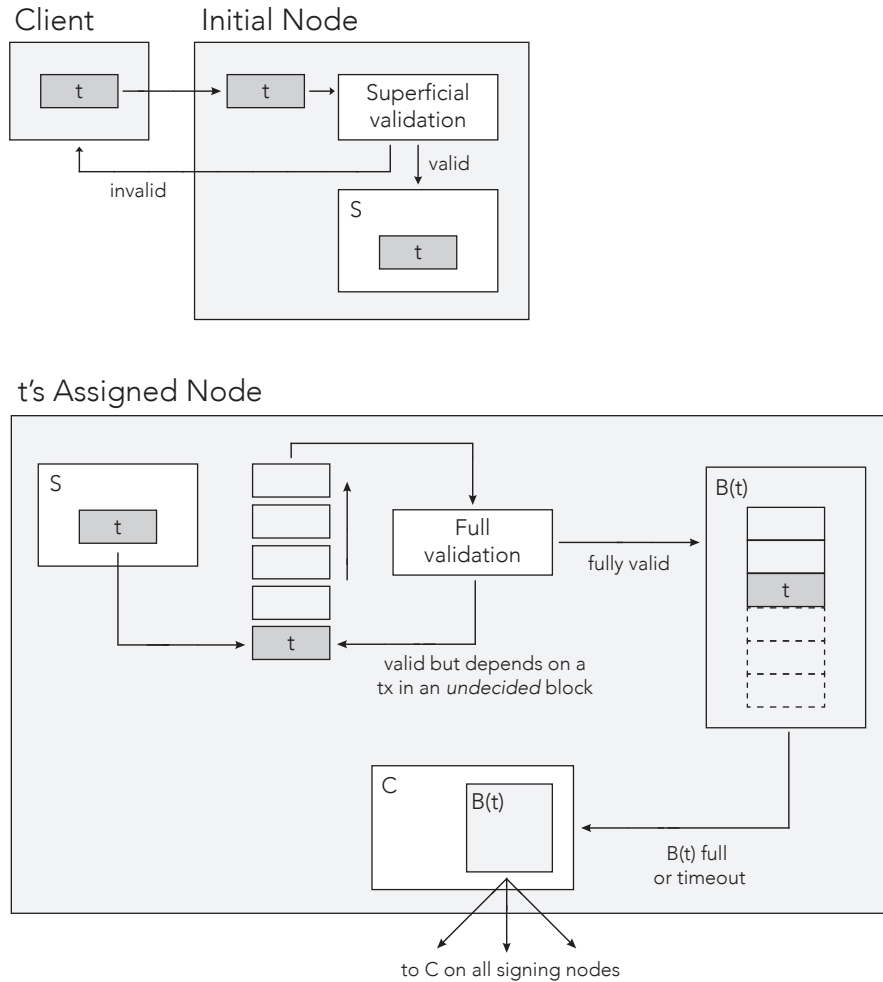 Client
Initial Node
t
t
Superficial
validation
invalid
valid
S
t
t's Assigned Node
S
t
t
Full
validation
fully valid
valid but depends on a
tx in an undecided block
B(t)
t
C
B(t)
B(t) full
or timeout
to C on all signing nodes